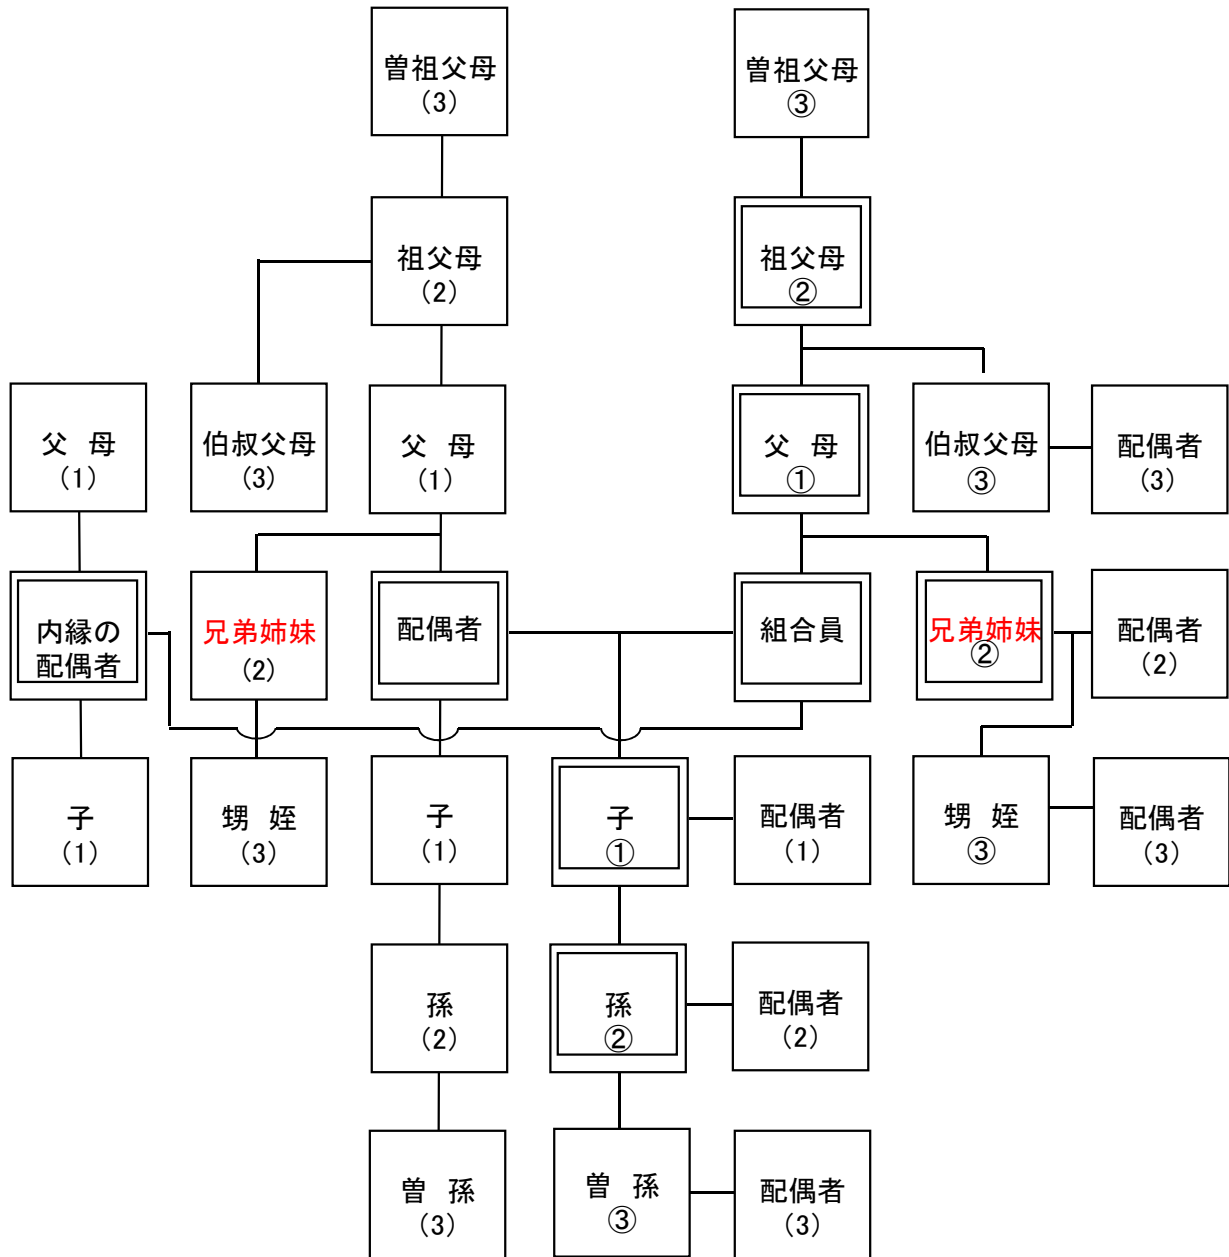 曽祖父母
(3)
曽祖父母
③
祖父母
(2)
祖父母
②
父 母
(1)
伯叔父母
(3)
父 母
(1)
父 母
①
伯叔父母
③
配偶者
(3)
内縁の
配偶者
兄弟姉妹
(2)
配偶者
組合員
兄弟姉妹
②
配偶者
(2)
子
(1)
甥 姪
(3)
子
(1)
子
①
配偶者
(1)
甥 姪
③
配偶者
(3)
孫
(2)
孫
②
配偶者
(2)
曽 孫
(3)
曽 孫
③
配偶者
(3)